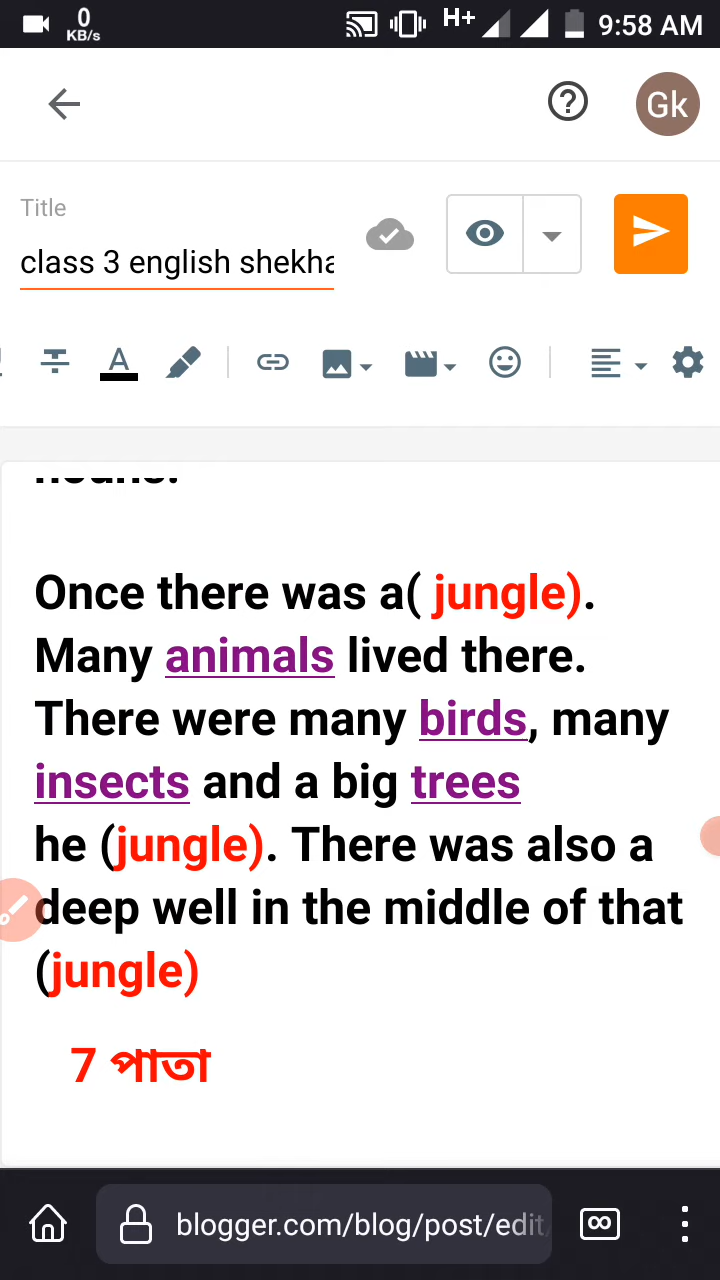 0
KB/s
H+
9:58 AM
Gk
Title
class 3 english shekha
A
nouns.
Once there was a( jungle).
Many animals lived there.
There were many birds, many
insects and a big trees
he (jungle). There was also a
deep well in the middle of that
(jungle)
7 পাতা
blogger.com/blog/post/edit